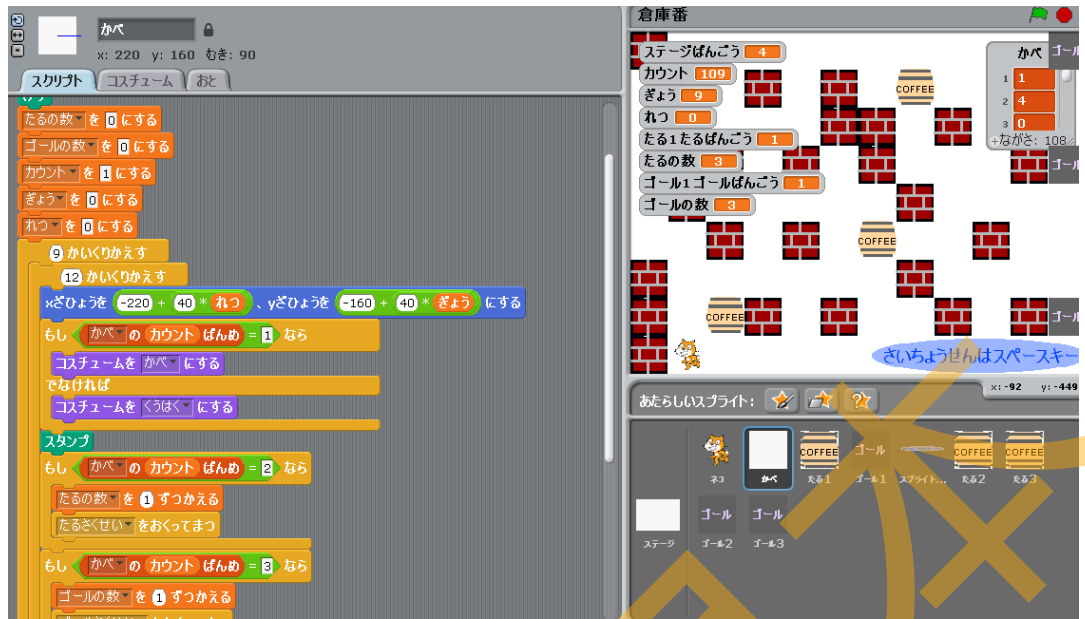 かべ
x: 220 y: 160 むき: 90
スクリプト コスチューム おと
たるの数 を 0 にする
ゴールの数 を 0 にする
カウント を 1 にする
ぎょう を 0 にする
れつ を 0 にする
9 かいくりかえす
12 かいくりかえす
xざひょうを -220 + 40 * れつ 、yざひょうを -160 + 40 * ぎょう にする
もし かべ の カウント ばんめ = 1 なら
コスチュームを かべ にする
でなければ
コスチュームを くうはく にする
スタンプ
もし かべ の カウント ばんめ = 2 なら
たるの数 を 1 ずつかえる
たるさくせい をおくってまつ
もし かべ の カウント ばんめ = 3 なら
ゴールの数 を 1 ずつかえる
倉庫番
ステージばんごう 4
カウント 109
ぎょう 9
れつ 0
たる1たるばんごう 1
たるの数 3
ゴール1ゴールばんごう 1
ゴールの数 3
かべ
1 1
2 4
3 0
+ながさ: 108
ゴール
ゴール
ゴール
COFFEE
COFFEE
COFFEE
さいちょうせんはスペースキー
x: -92 y: -449
あたらしいスプライト:
COFFEE ゴール COFFEE COFFEE
ネコ かべ たる1 ゴール1 スプライト... たる2 たる3
ゴール ゴール
ステージ ゴール2 ゴール3